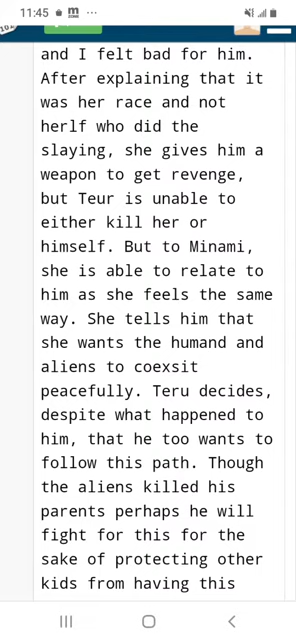 11:45
and I felt bad for him.
After explaining that it
was her race and not
herlf who did the
slaying, she gives him a
weapon to get revenge,
but Teur is unable to
either kill her or
himself. But to Minami,
she is able to relate to
him as she feels the same
way. She tells him that
she wants the humand and
aliens to coexsit
peacefully. Teru decides,
despite what happened to
him, that he too wants to
follow this path. Though
the aliens killed his
parents perhaps he will
fight for this for the
sake of protecting other
kids from having this